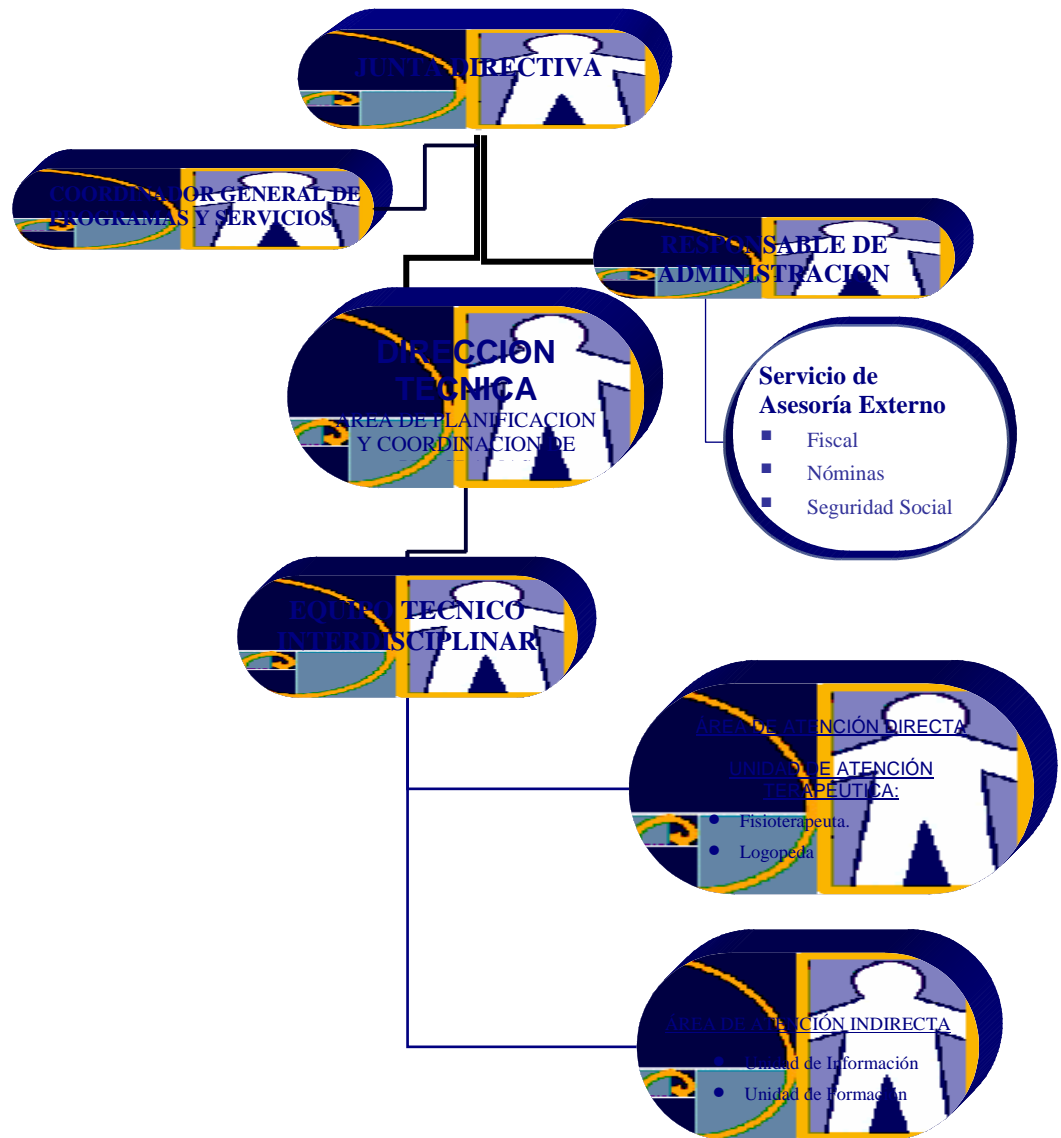 JUNTA DIRECTIVA
COORDINADOR GENERAL DE
PROGRAMAS Y SERVICIOS
RESPONSABLE DE
ADMINISTRACION
DIRECCION
TECNICA
AREA DE PLANIFICACION
Y COORDINACION DE
Servicio de
Asesoría Externo
▪ Fiscal
▪ Nóminas
▪ Seguridad Social
EQUIPO TECNICO
INTERDISCIPLINAR
ÁREA DE ATENCIÓN DIRECTA
UNIDAD DE ATENCIÓN
TERAPEÚTICA:
• Fisioterapeuta.
• Logopeda
ÁREA DE ATENCIÓN INDIRECTA
• Unidad de Información
• Unidad de Formación